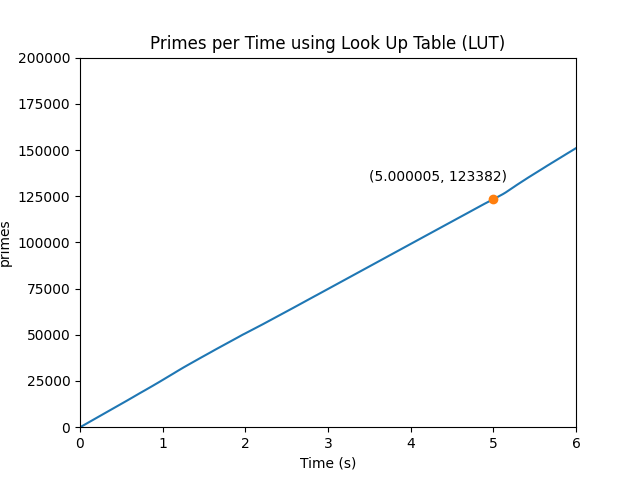 Primes per Time using Look Up Table (LUT)
200000
175000
150000
125000
100000
75000
50000
25000
0
primes
(5.000005, 123382)
0 1 2 3 4 5 6
Time (s)